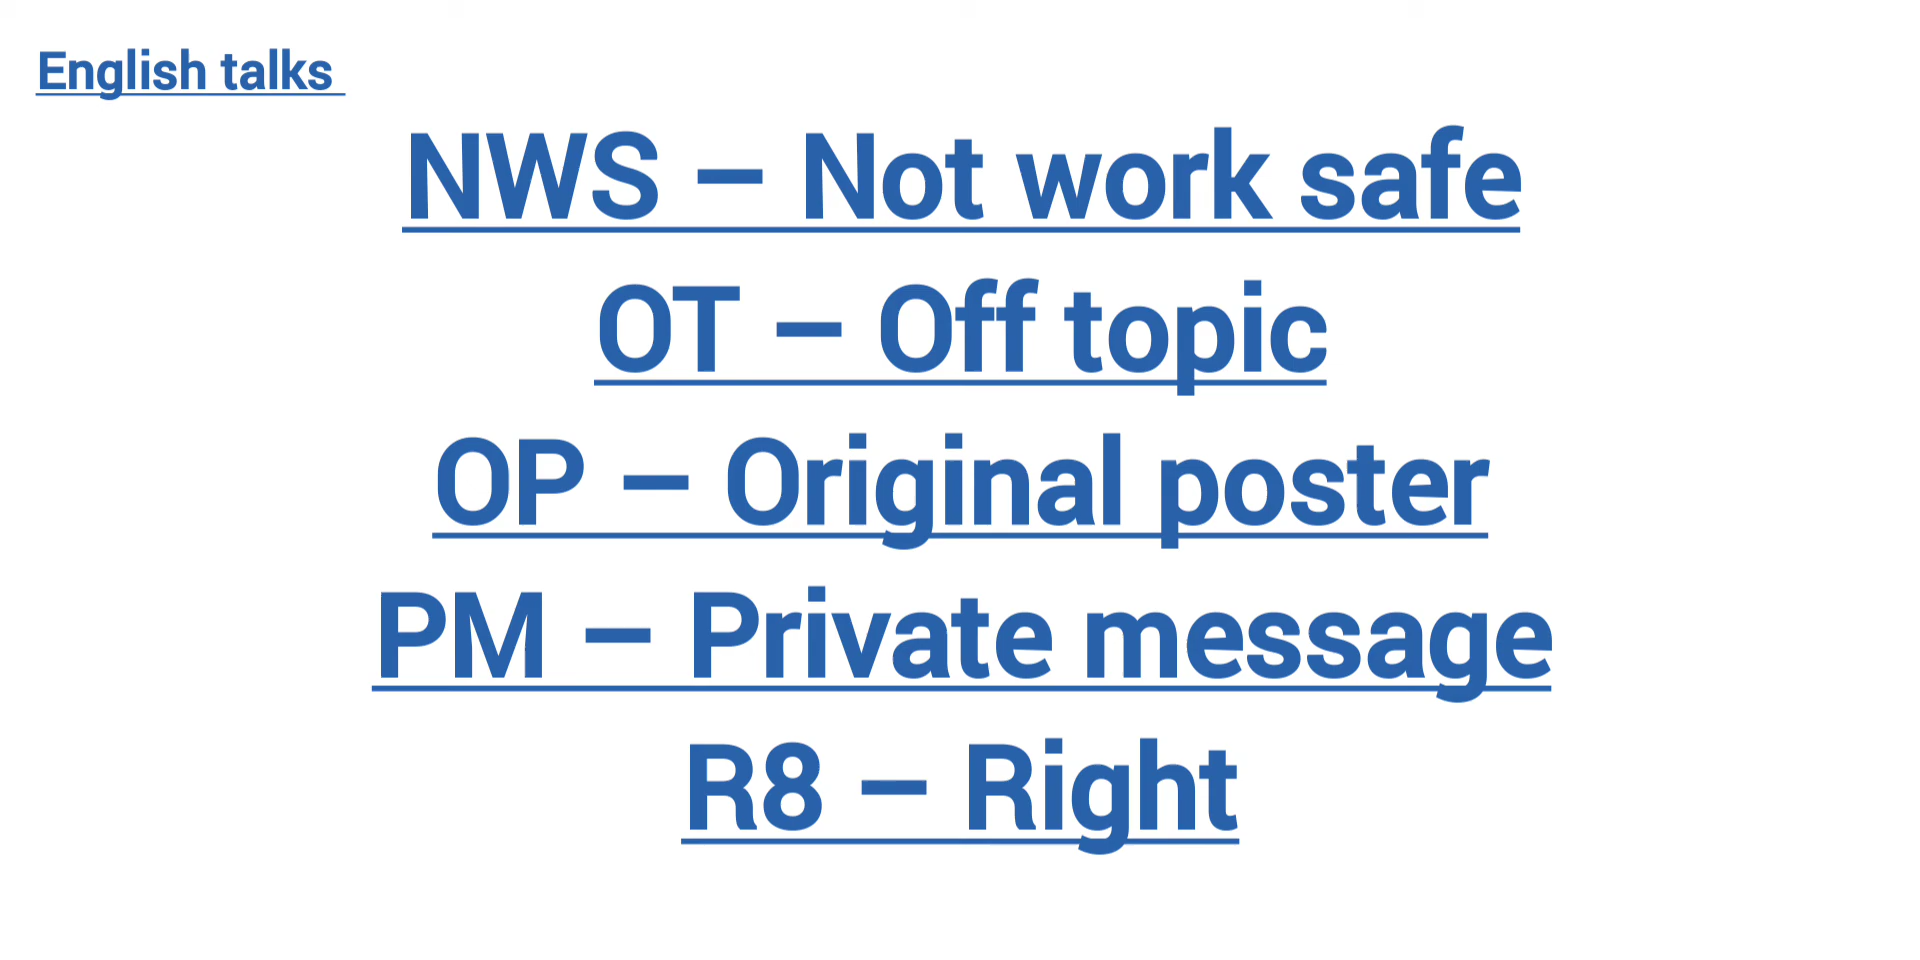 English talks
NWS – Not work safe
OT – Off topic
OP – Original poster
PM – Private message
R8 – Right